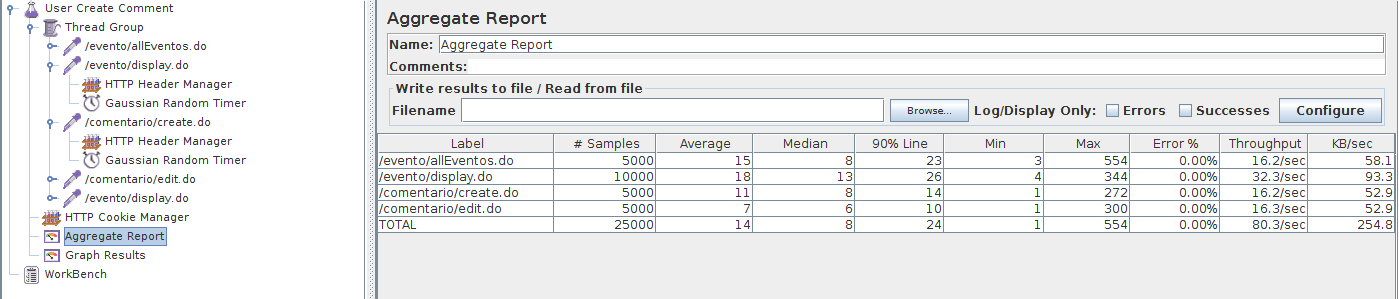 User Create Comment
Thread Group
/evento/allEventos.do
/evento/display.do
HTTP Header Manager
Gaussian Random Timer
/comentario/create.do
HTTP Header Manager
Gaussian Random Timer
/comentario/edit.do
/evento/display.do
HTTP Cookie Manager
Aggregate Report
Graph Results
WorkBench
Aggregate Report
Name: Aggregate Report
Comments:
Write results to file / Read from file
Filename Browse... Log/Display Only: Errors Successes Configure
Label # Samples Average Median 90% Line Min Max Error % Throughput KB/sec
/evento/allEventos.do 5000 15 8 23 3 554 0.00% 16.2/sec 58.1
/evento/display.do 10000 18 13 26 4 344 0.00% 32.3/sec 93.3
/comentario/create.do 5000 11 8 14 1 272 0.00% 16.2/sec 52.9
/comentario/edit.do 5000 7 6 10 1 300 0.00% 16.3/sec 52.9
TOTAL 25000 14 8 24 1 554 0.00% 80.3/sec 254.8